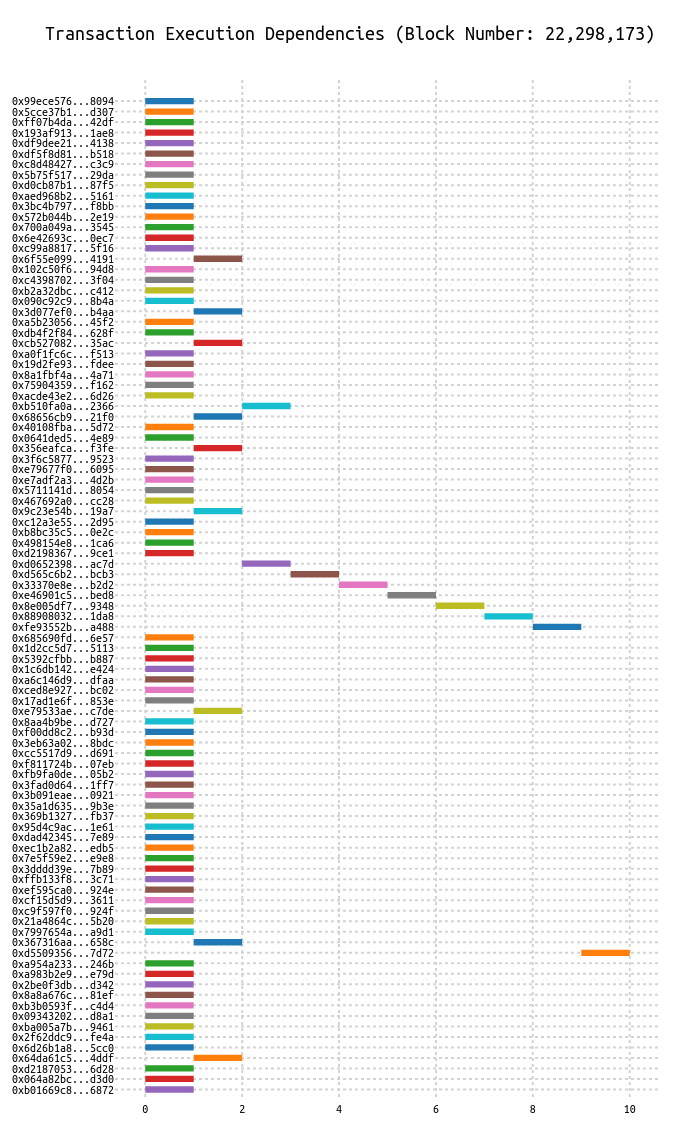 Transaction Execution Dependencies (Block Number: 22,298,173)
0x99ece576...8094
0x5cce37b1...d307
0xff07b4da...42df
0x193af913...1ae8
0xdf9dee21...4138
0xdf5f8d81...b518
0xc8d48427...c3c9
0x5b75f517...29da
0xd0cb87b1...87f5
0xaed968b2...5161
0x3bc4b797...f8bb
0x572b044b...2e19
0x700a049a...3545
0x6e42693c...0ec7
0xc99a8817...5f16
0x6f55e099...4191
0x102c50f6...94d8
0xc4398702...3f04
0xb2a32dbc...c412
0x090c92c9...8b4a
0x3d077ef0...b4aa
0xa5b23056...45f2
0xdb4f2f84...628f
0xcb527082...35ac
0xa0f1fc6c...f513
0x19d2fe93...fdee
0x8a1fbf4a...4a71
0x75904359...f162
0xacde43e2...6d26
0xb510fa0a...2366
0x68656cb9...21f0
0x40108fba...5d72
0x0641ded5...4e89
0x356eafca...f3fe
0x3f6c5877...9523
0xe79677f0...6095
0xe7adf2a3...4d2b
0x5711141d...8054
0x467692a0...cc28
0x9c23e54b...19a7
0xc12a3e55...2d95
0xb8bc35c5...0e2c
0x498154e8...1ca6
0xd2198367...9ce1
0xd0652398...ac7d
0xd565c6b2...bcb3
0x33370e8e...b2d2
0xe46901c5...bed8
0x8e005df7...9348
0x88908032...1da8
0xfe93552b...a488
0x685690fd...6e57
0x1d2cc5d7...5113
0x5392cfbb...b887
0x1c6db142...e424
0xa6c146d9...dfaa
0xced8e927...bc02
0x17ad1e6f...853e
0xe79533ae...c7de
0x8aa4b9be...d727
0xf00dd8c2...b93d
0x3eb63a02...8bdc
0xcc5517d9...d691
0xf811724b...07eb
0xfb9fa0de...05b2
0x3fad0d64...1ff7
0x3b091eae...0921
0x35a1d635...9b3e
0x369b1327...fb37
0x95d4c9ac...1e61
0xdad42345...7e89
0xec1b2a82...edb5
0x7e5f59e2...e9e8
0x3dddd39e...7b89
0xffb133f8...3c71
0xef595ca0...924e
0xcf15d5d9...3611
0xc9f597f0...924f
0x21a4864c...5b20
0x7997654a...a9d1
0x367316aa...658c
0xd5509356...7d72
0xa954a233...246b
0xa983b2e9...e79d
0x2be0f3db...d342
0x8a8a676c...81ef
0xb3b0593f...c4d4
0x09343202...d8a1
0xba005a7b...9461
0x2f62ddc9...fe4a
0x6d26b1a8...5cc0
0x64da61c5...4ddf
0xd2187053...6d28
0x064a82bc...d3d0
0xb01669c8...6872
0 2 4 6 8 10